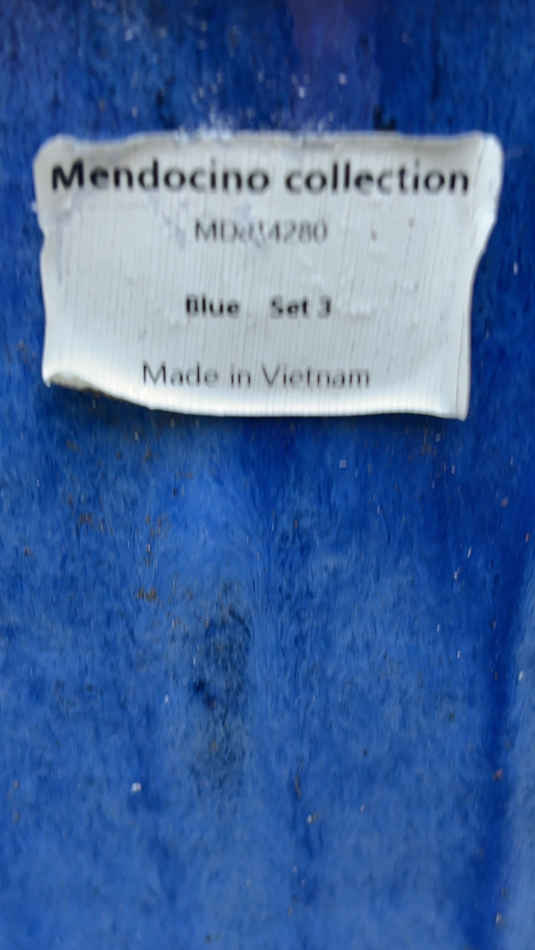 Mendocino collection
Blue Set 3
Made in Vietnam